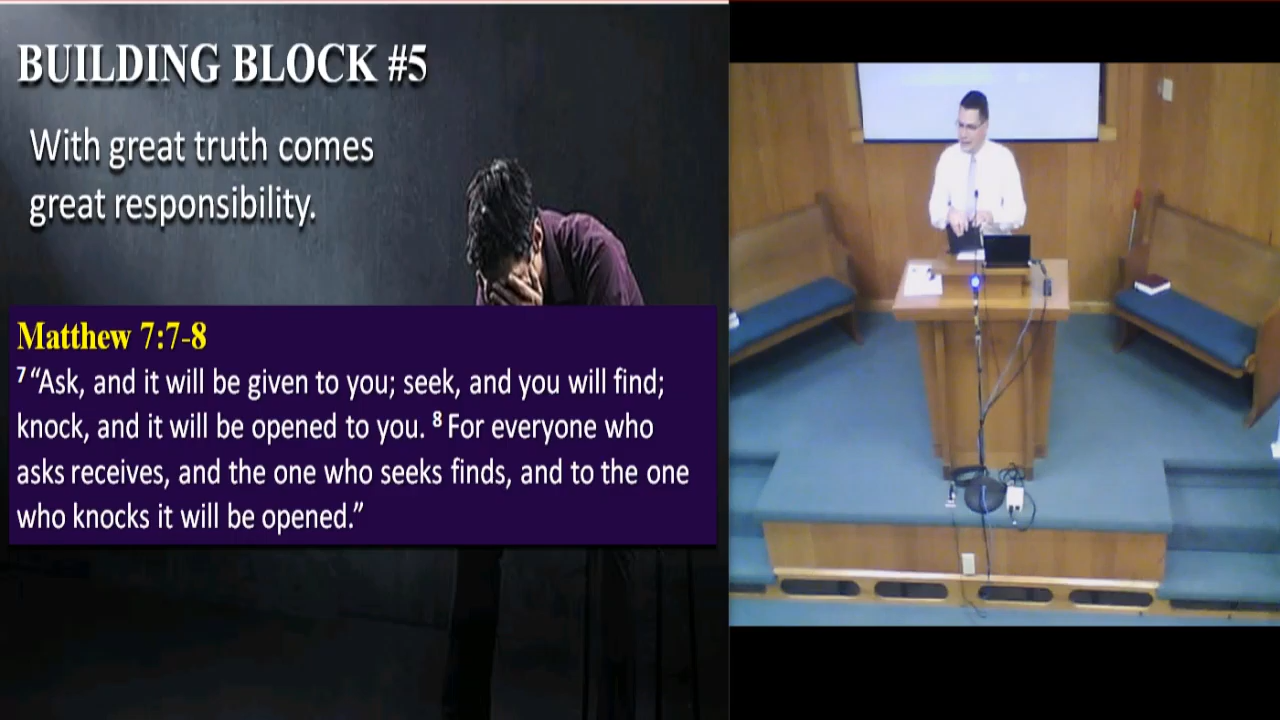 BUILDING BLOCK #5
With great truth comes
great responsibility.
Matthew 7:7-8
7 “Ask, and it will be given to you; seek, and you will find;
knock, and it will be opened to you. 8 For everyone who
asks receives, and the one who seeks finds, and to the one
who knocks it will be opened.”